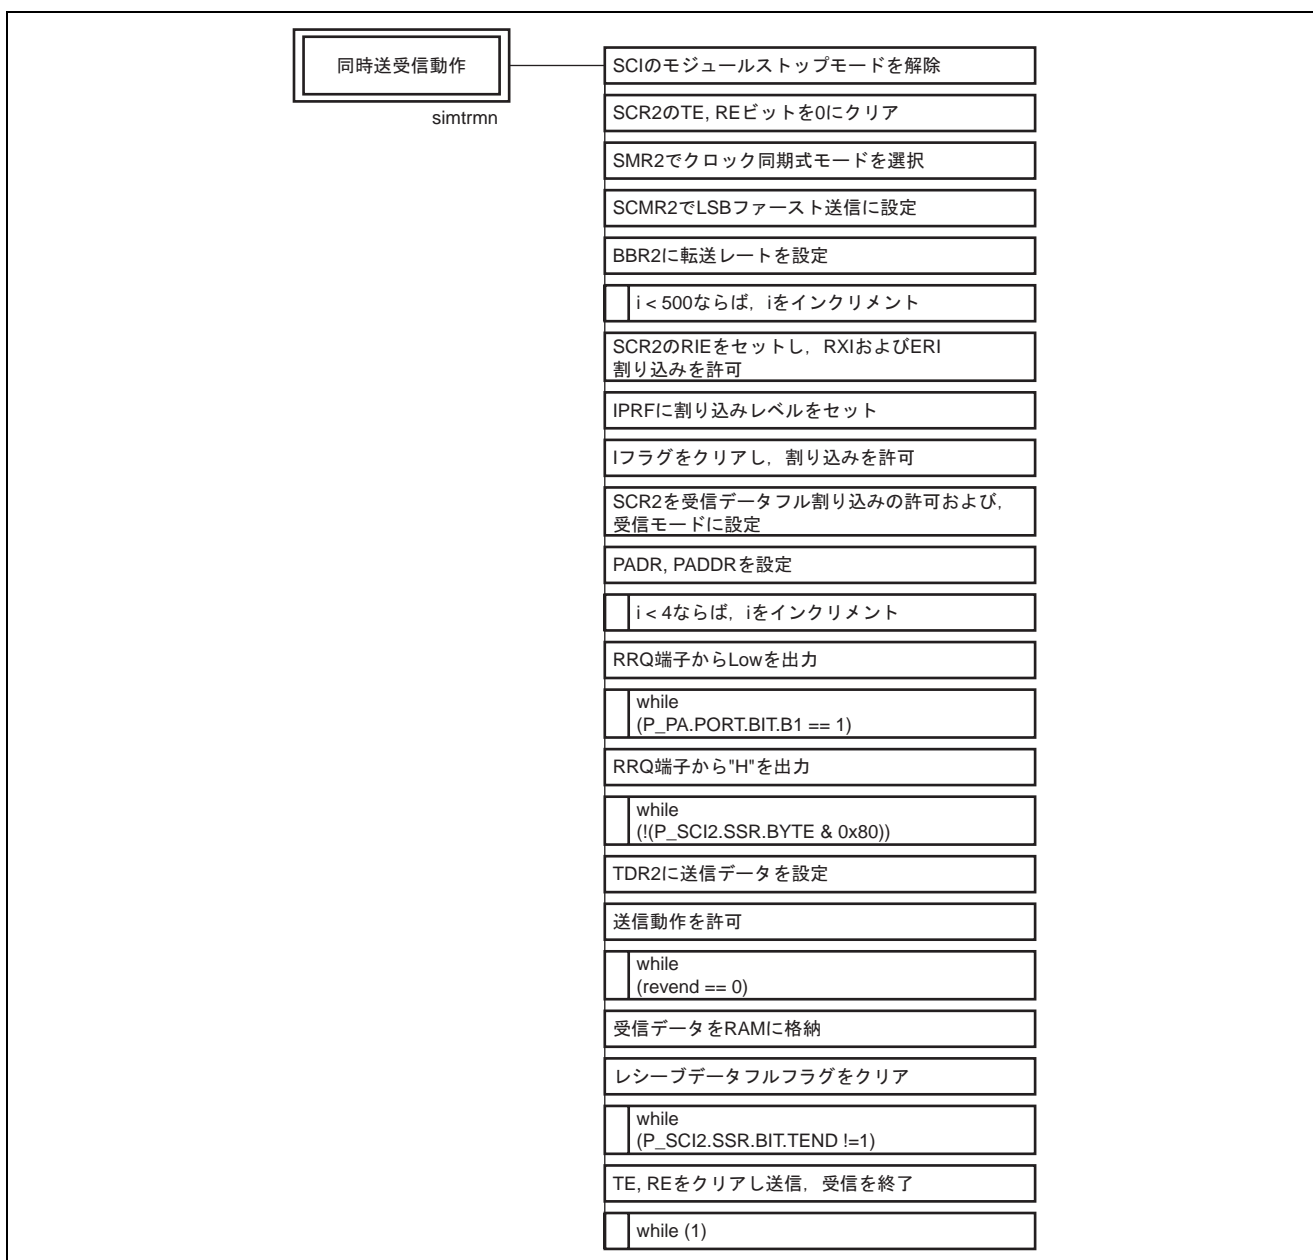 同時送受信動作
simtrmn
SCIのモジュールストップモードを解除
SCR2のTE, REビットを0にクリア
SMR2でクロック同期式モードを選択
SCMR2でLSBファースト送信に設定
BBR2に転送レートを設定
i < 500ならば，iをインクリメント
SCR2のRIEをセットし，RXIおよびERI
割り込みを許可
IPRFに割り込みレベルをセット
Iフラグをクリアし，割り込みを許可
SCR2を受信データフル割り込みの許可および，
受信モードに設定
PADR, PADDRを設定
i < 4ならば，iをインクリメント
RRQ端子からLowを出力
while
(P_PA.PORT.BIT.B1 == 1)
RRQ端子から"H"を出力
while
(!(P_SCI2.SSR.BYTE & 0x80))
TDR2に送信データを設定
送信動作を許可
while
(revend == 0)
受信データをRAMに格納
レシーブデータフルフラグをクリア
while
(P_SCI2.SSR.BIT.TEND !=1)
TE, REをクリアし送信，受信を終了
while (1)